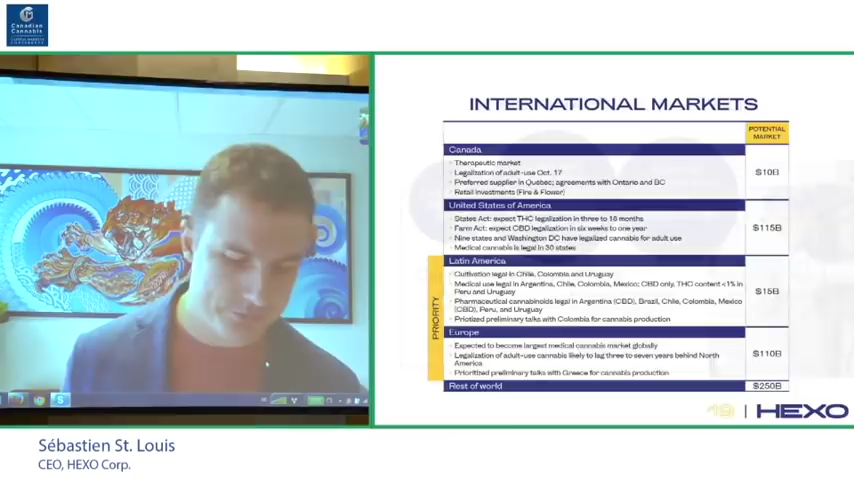 Canadian
Cannabis
INTERNATIONAL MARKETS
POTENTIAL
MARKET
Canada
Therapeutic market
Legalization of adult-use Oct. 17
Preferred supplier in Québec; agreements with Ontario and BC
Retail investments (Fire & Flower)
$10B
United States of America
States Act: expect THC legalization in three to 18 months
Farm Act: expect CBD legalization in six weeks to one year
Nine states and Washington DC have legalized cannabis for adult use
Medical cannabis is legal in 30 states
$115B
PRIORITY
Latin America
Cultivation legal in Chile, Colombia and Uruguay
Medical use legal in Argentina, Chile, Colombia, Mexico; CBD only, THC content <1% in
Peru and Uruguay
Pharmaceutical cannabinoids legal in Argentina (CBD), Brazil, Chile, Colombia, Mexico
(CBD), Peru, and Uruguay
Priotized preliminary talks with Colombia for cannabis production
$15B
Europe
Expected to become largest medical cannabis market globally
Legalization of adult-use cannabis likely to lag three to seven years behind North
America
Prioritized preliminary talks with Greece for cannabis production
$110B
Rest of world
$250B
19 | HEXO
Sébastien St. Louis
CEO, HEXO Corp.